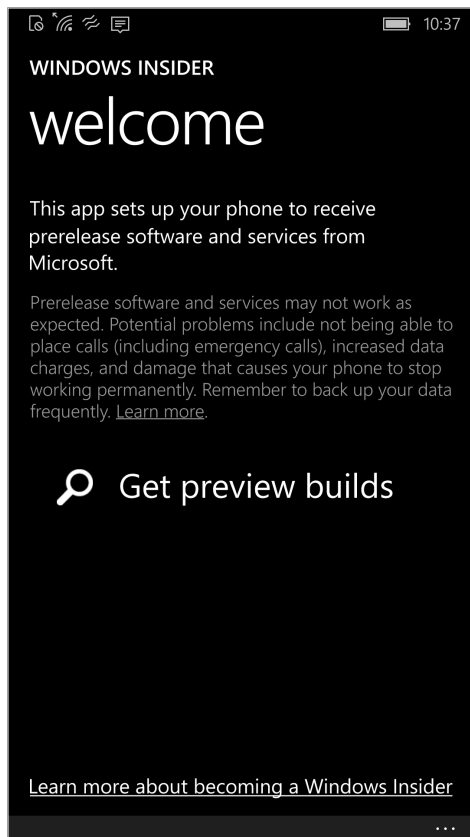 10:37
WINDOWS INSIDER
welcome
This app sets up your phone to receive
prerelease software and services from
Microsoft.
Prerelease software and services may not work as
expected. Potential problems include not being able to
place calls (including emergency calls), increased data
charges, and damage that causes your phone to stop
working permanently. Remember to back up your data
frequently. Learn more.
Get preview builds
Learn more about becoming a Windows Insider
...